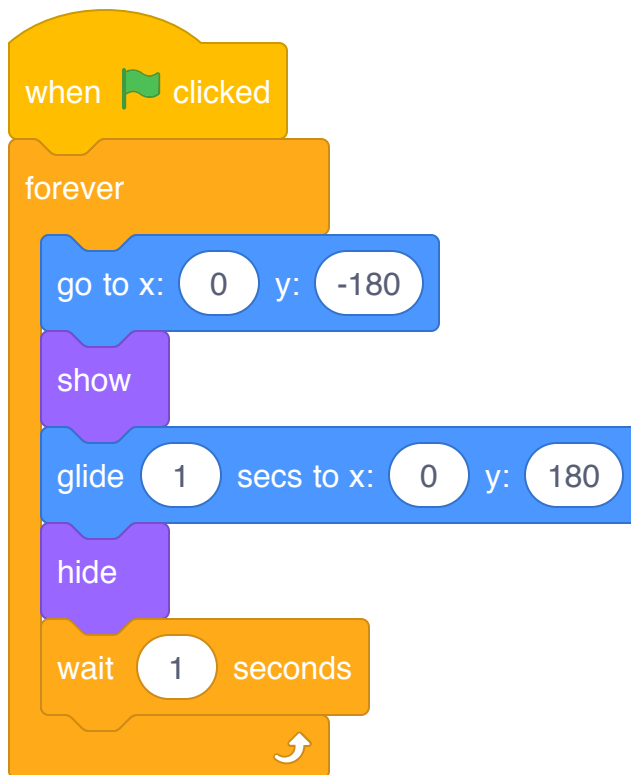 when clicked
forever
go to x: 0 y: -180
show
glide 1 secs to x: 0 y: 180
hide
wait 1 seconds